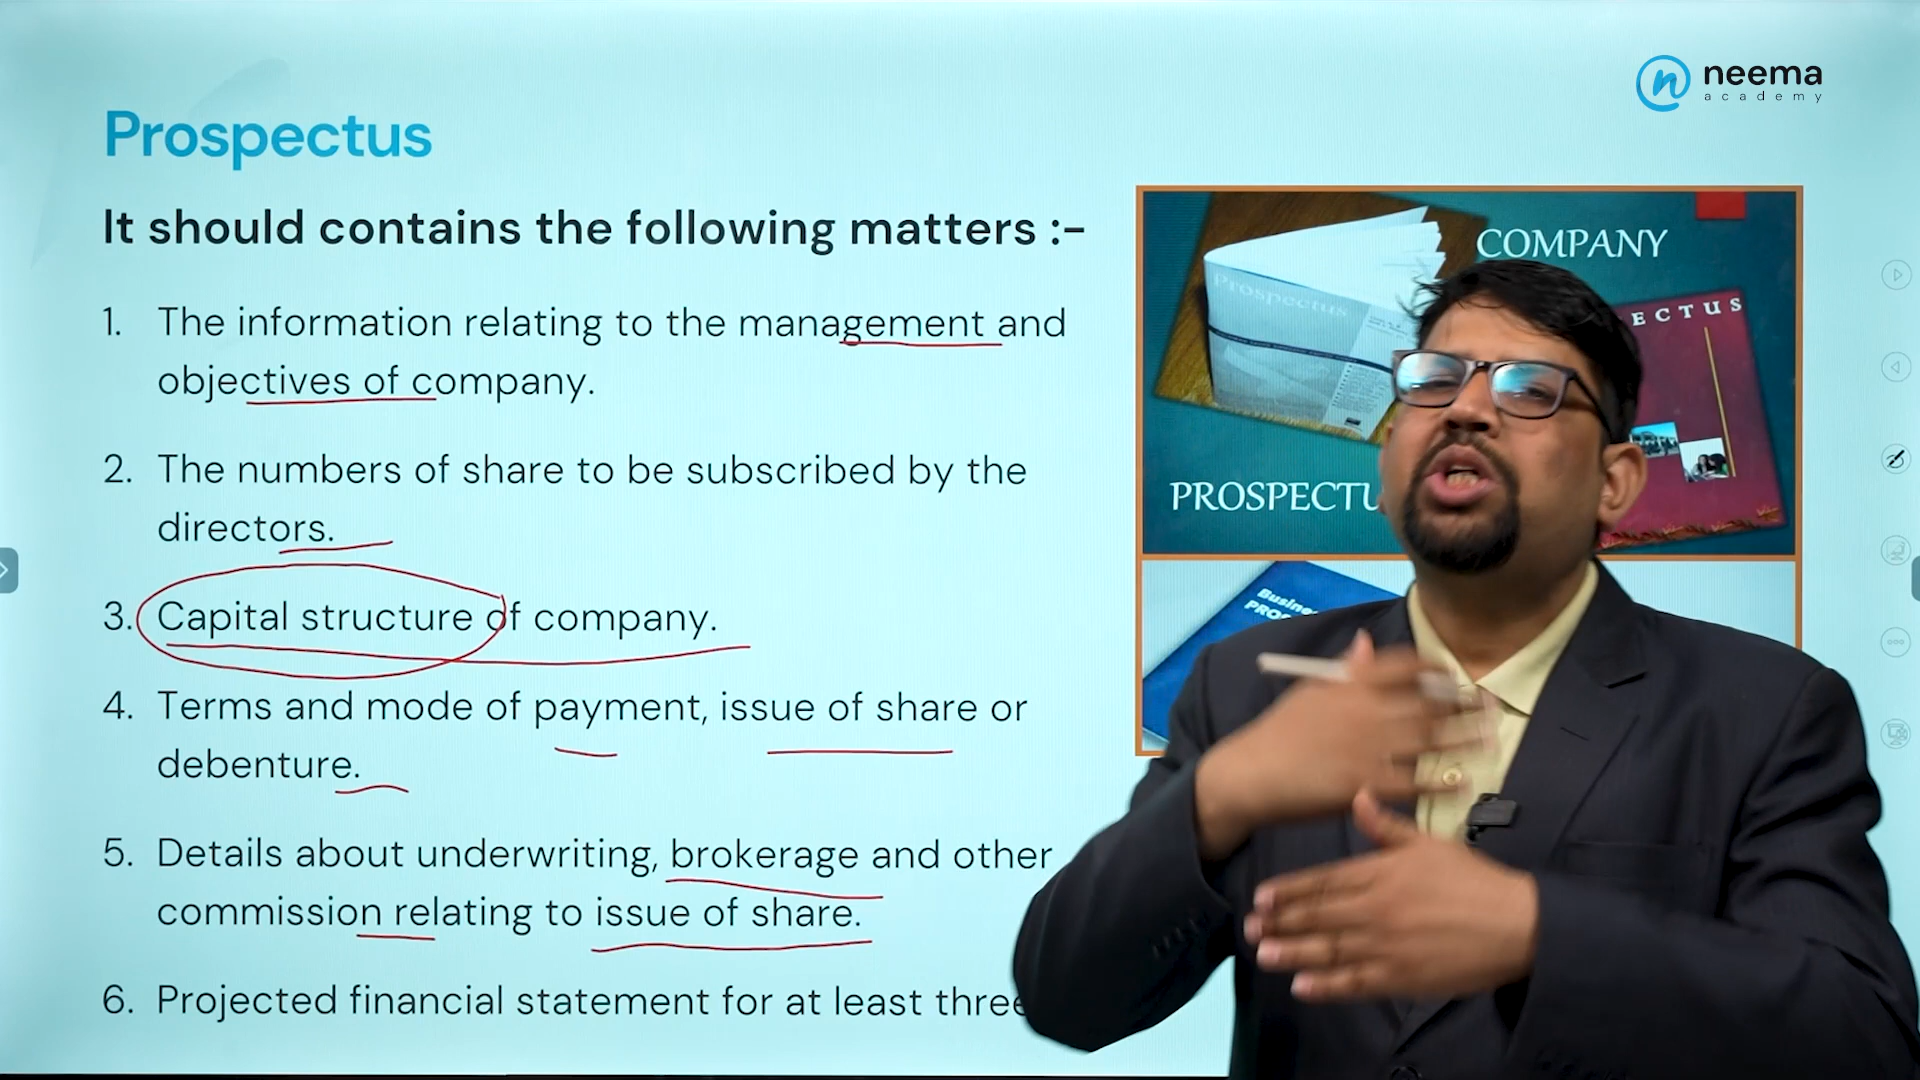 neema
academy
Prospectus
It should contains the following matters :-
1. The information relating to the management and
objectives of company.
2. The numbers of share to be subscribed by the
directors.
3. Capital structure of company.
4. Terms and mode of payment, issue of share or
debenture.
5. Details about underwriting, brokerage and other
commission relating to issue of share.
6. Projected financial statement for at least three
COMPANY
Prospectus
ECTUS
PROSPECTU